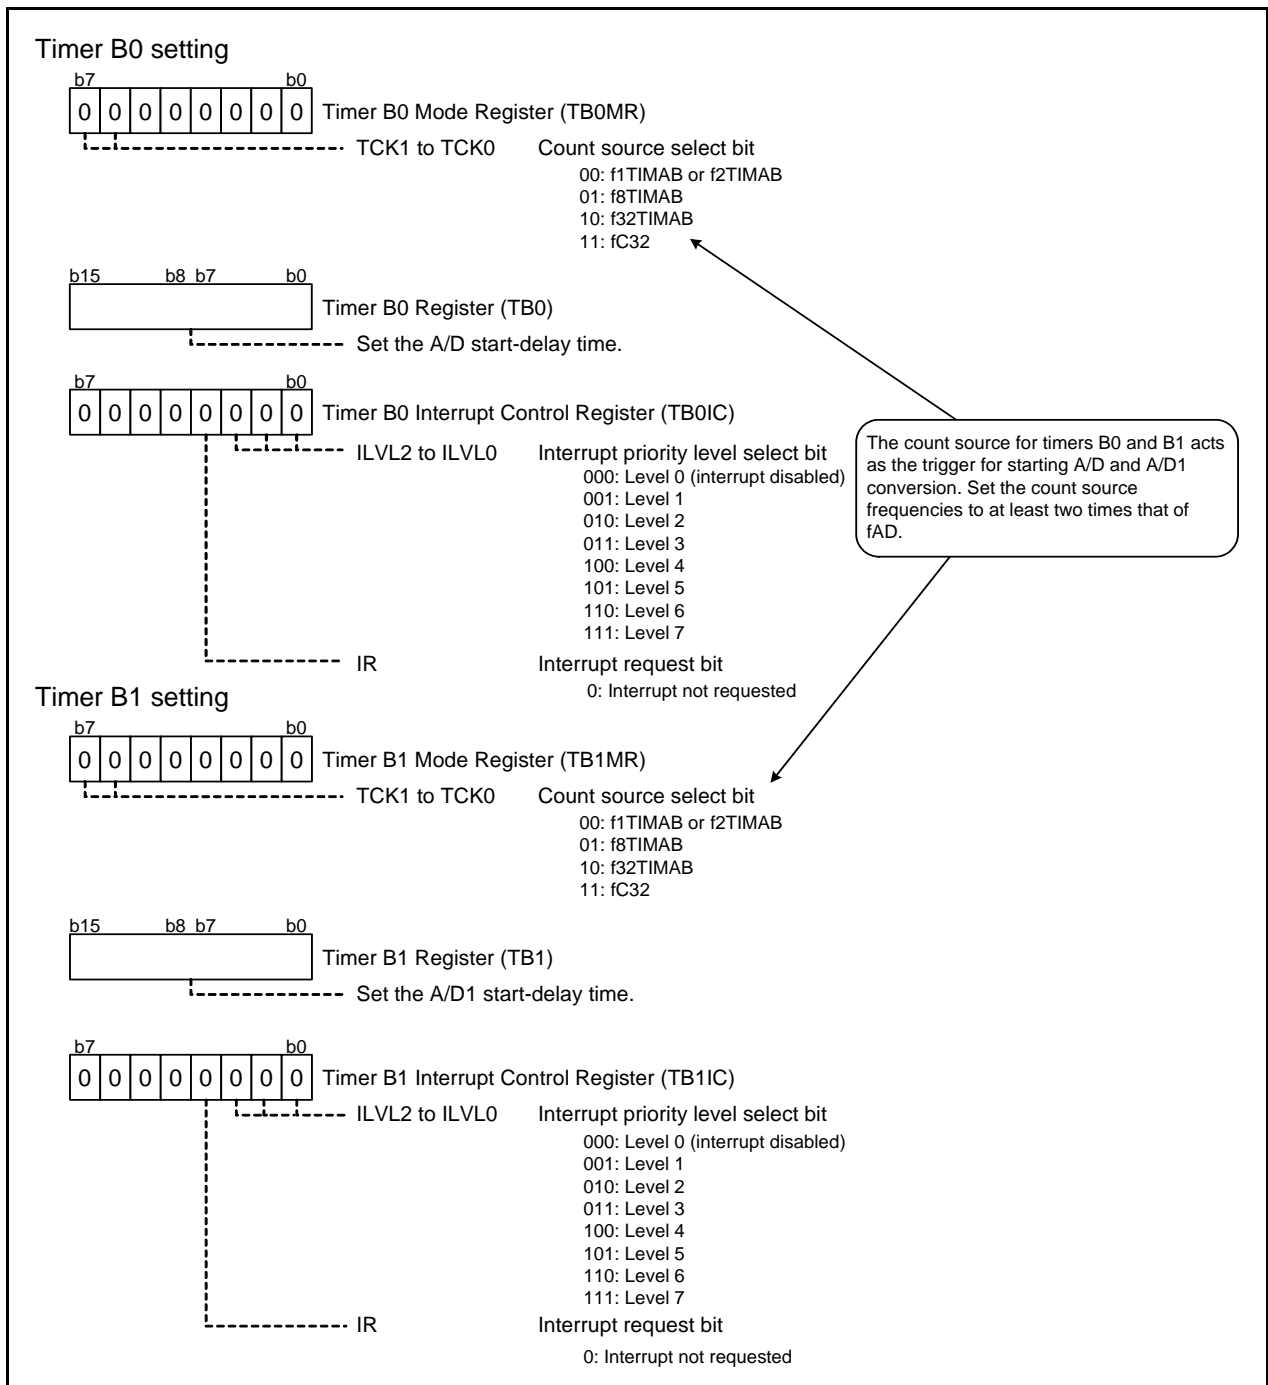 Timer B0 setting
b7 b0
0 0 0 0 0 0 0 0 Timer B0 Mode Register (TB0MR)
TCK1 to TCK0 Count source select bit
00: f1TIMAB or f2TIMAB
01: f8TIMAB
10: f32TIMAB
11: fC32
b15 b8 b7 b0
Timer B0 Register (TB0)
Set the A/D start-delay time.
b7 b0
0 0 0 0 0 0 0 0 Timer B0 Interrupt Control Register (TB0IC)
ILVL2 to ILVL0 Interrupt priority level select bit
000: Level 0 (interrupt disabled)
001: Level 1
010: Level 2
011: Level 3
100: Level 4
101: Level 5
110: Level 6
111: Level 7
IR Interrupt request bit
0: Interrupt not requested
The count source for timers B0 and B1 acts
as the trigger for starting A/D and A/D1
conversion. Set the count source
frequencies to at least two times that of
fAD.
Timer B1 setting
b7 b0
0 0 0 0 0 0 0 0 Timer B1 Mode Register (TB1MR)
TCK1 to TCK0 Count source select bit
00: f1TIMAB or f2TIMAB
01: f8TIMAB
10: f32TIMAB
11: fC32
b15 b8 b7 b0
Timer B1 Register (TB1)
Set the A/D1 start-delay time.
b7 b0
0 0 0 0 0 0 0 0 Timer B1 Interrupt Control Register (TB1IC)
ILVL2 to ILVL0 Interrupt priority level select bit
000: Level 0 (interrupt disabled)
001: Level 1
010: Level 2
011: Level 3
100: Level 4
101: Level 5
110: Level 6
111: Level 7
IR Interrupt request bit
0: Interrupt not requested